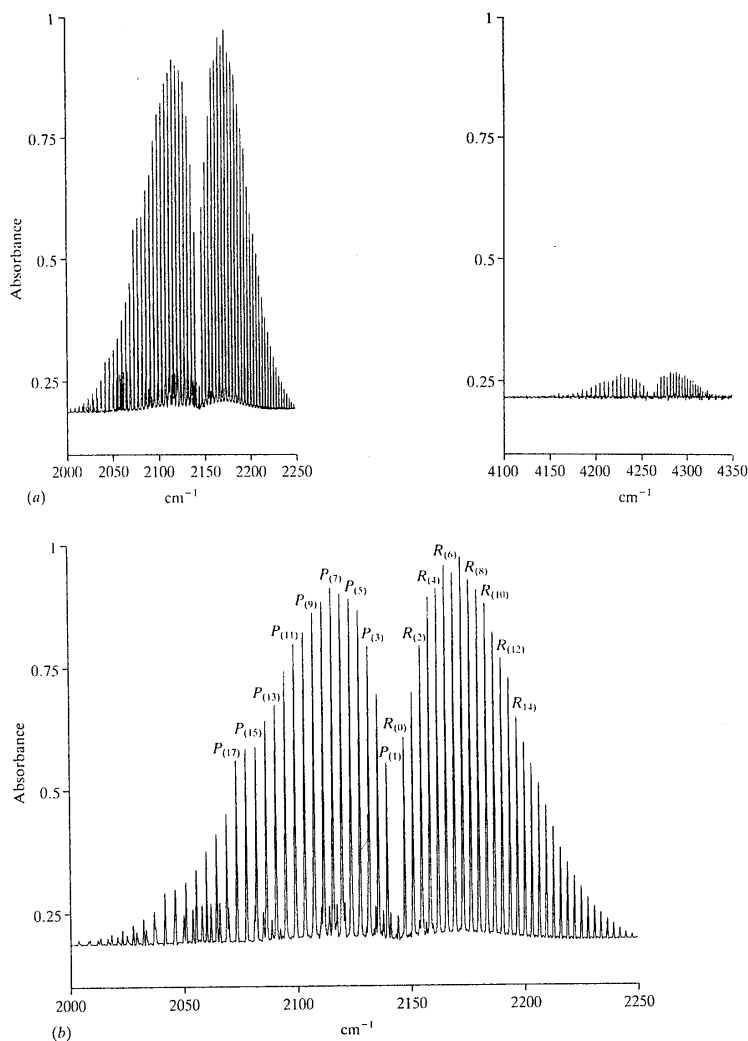 1
0.75
0.5
0.25
Absorbance
2000 2050 2100 2150 2200 2250
(a)
cm⁻¹
1
0.75
0.5
0.25
4100 4150 4200 4250 4300 4350
cm⁻¹
1
0.75
0.5
0.25
Absorbance
R(6)
P(7)
R(8)
P(5)
R(4)
P(9)
R(10)
P(11)
P(3)
R(2)
R(12)
P(13)
R14)
P(15)
R(0)
P(17)
P(1)
2000 2050 2100 2150 2200 2250
(b)
cm⁻¹